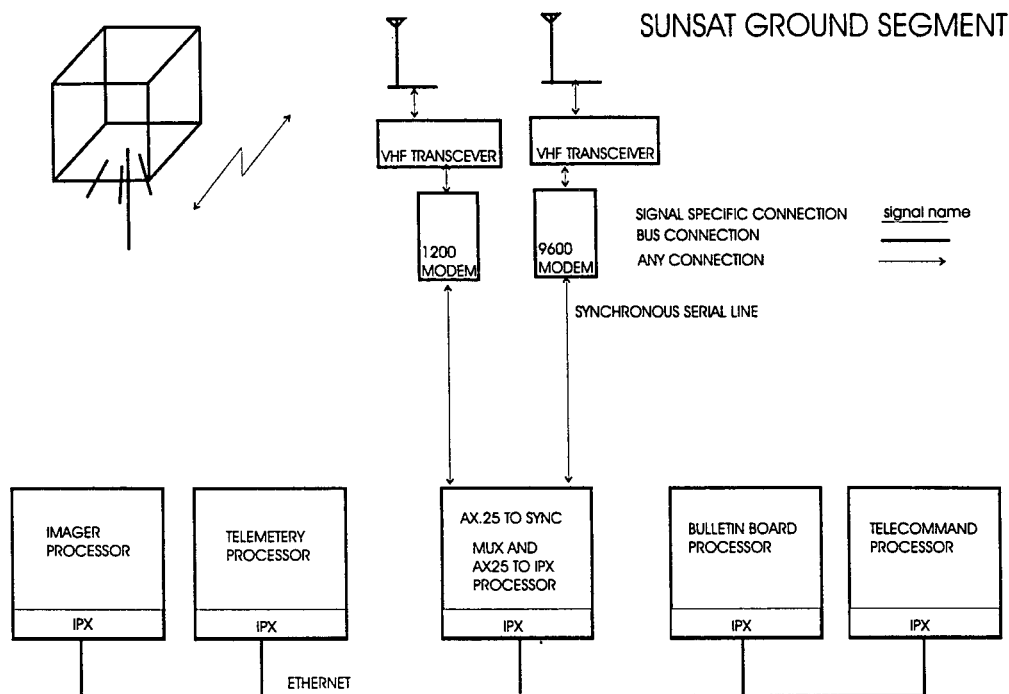 SUNSAT GROUND SEGMENT
VHF TRANSCEVER
VHF TRANSCEIVER
1200
MODEM
9600
MODEM
SIGNAL SPECIFIC CONNECTION
signal name
BUS CONNECTION
ANY CONNECTION
SYNCHRONOUS SERIAL LINE
IMAGER
PROCESSOR
IPX
TELEMETERY
PROCESSOR
IPX
AX.25 TO SYNC
MUX AND
AX25 TO IPX
PROCESSOR
IPX
BULLETIN BOARD
PROCESSOR
IPX
TELECOMMAND
PROCESSOR
IPX
ETHERNET